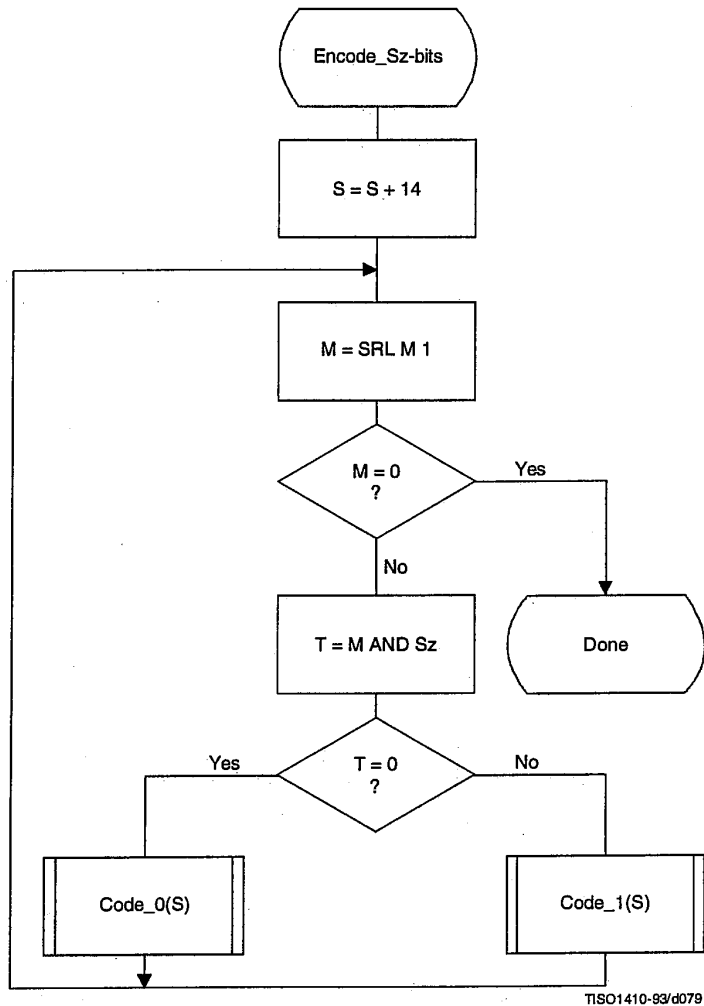 Encode_Sz-bits
S = S + 14
M = SRL M 1
M = 0
?
Yes
No
T = M AND Sz
Done
T = 0
?
Yes
No
Code_0(S)
Code_1(S)
TISO1410-93/d079